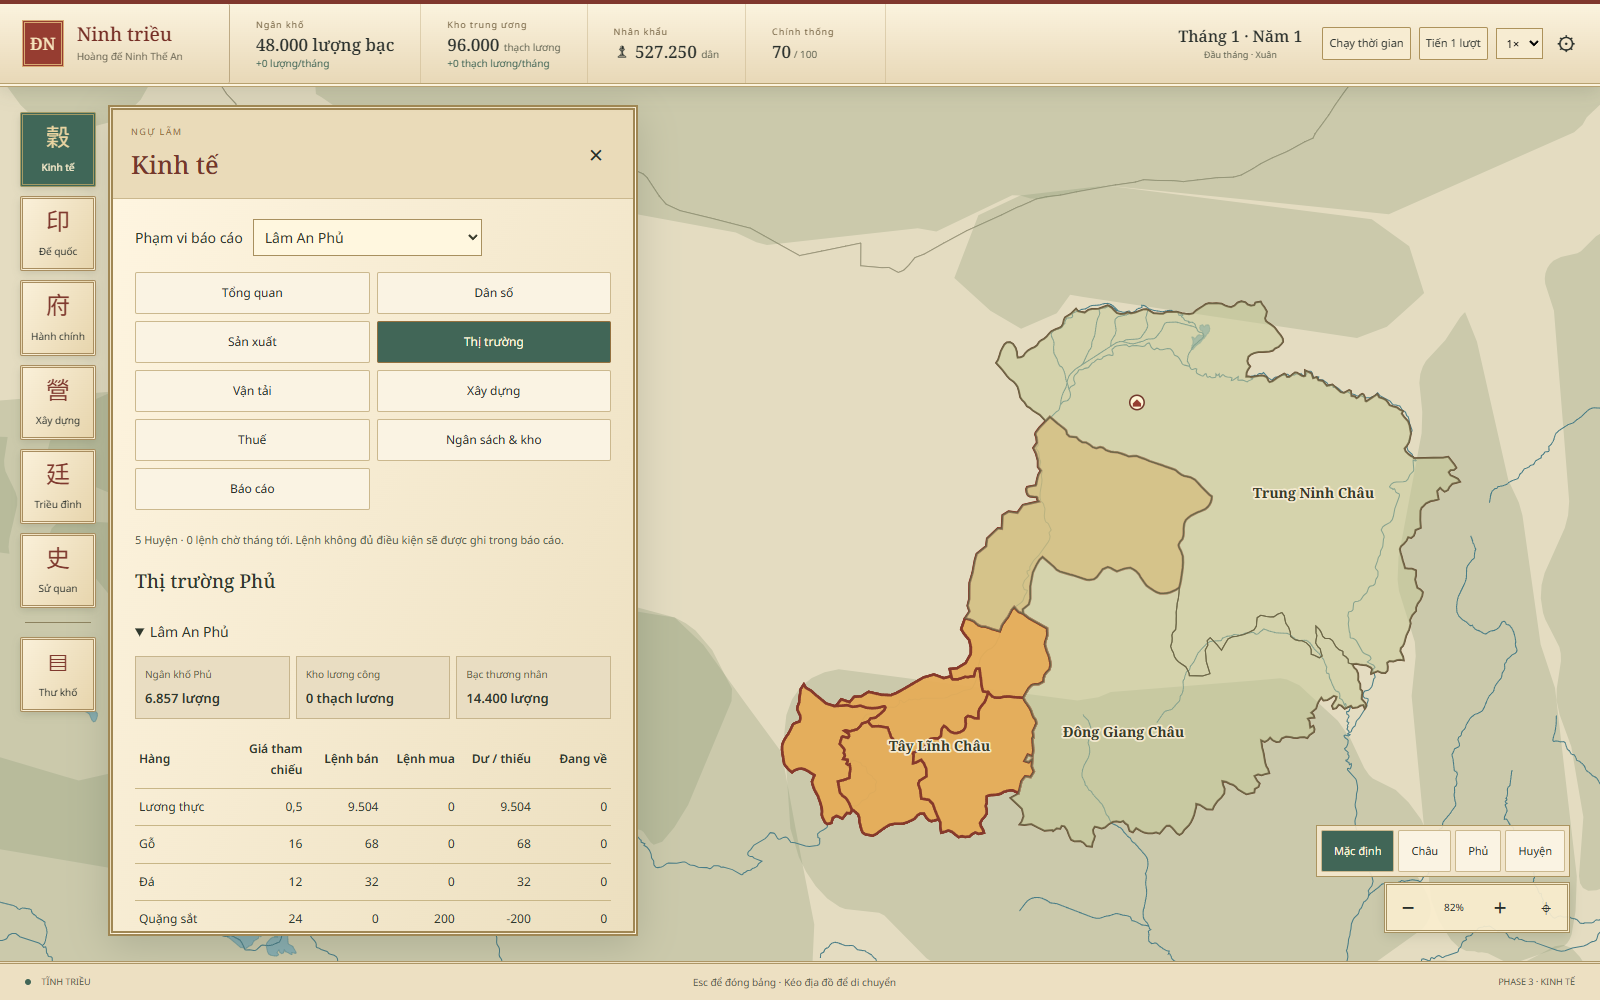 ĐN
Ninh triều
Hoàng đế Ninh Thế An
Ngân khố
48.000 lượng bạc
+0 lượng/tháng
Kho trung ương
96.000 thạch lương
+0 thạch lương/tháng
Nhân khẩu
527.250 dân
Chính thống
70 / 100
Tháng 1 · Năm 1
Đầu tháng · Xuân
Chạy thời gian
Tiến 1 lượt
1×
穀
Kinh tế
印
Đế quốc
府
Hành chính
營
Xây dựng
廷
Triều đình
史
Sử quan
Thư khố
NGỰ LÃM
Kinh tế
×
Phạm vi báo cáo
Lâm An Phủ
Tổng quan
Dân số
Sản xuất
Thị trường
Vận tải
Xây dựng
Thuế
Ngân sách & kho
Báo cáo
5 Huyện · 0 lệnh chờ tháng tới. Lệnh không đủ điều kiện sẽ được ghi trong báo cáo.
Thị trường Phủ
▼ Lâm An Phủ
Ngân khố Phủ
6.857 lượng
Kho lương công
0 thạch lương
Bạc thương nhân
14.400 lượng
Hàng Giá tham chiếu Lệnh bán Lệnh mua Dư / thiếu Đang về
Lương thực 0,5 9.504 0 9.504 0
Gỗ 16 68 0 68 0
Đá 12 32 0 32 0
Quặng sắt 24 0 200 -200 0
Trung Ninh Châu
Đông Giang Châu
Tây Lĩnh Châu
Mặc định
Châu
Phủ
Huyện
− 82% +
TĨNH TRIỀU
Esc để đóng bảng · Kéo địa đồ để di chuyển
PHASE 3 · KINH TẾ